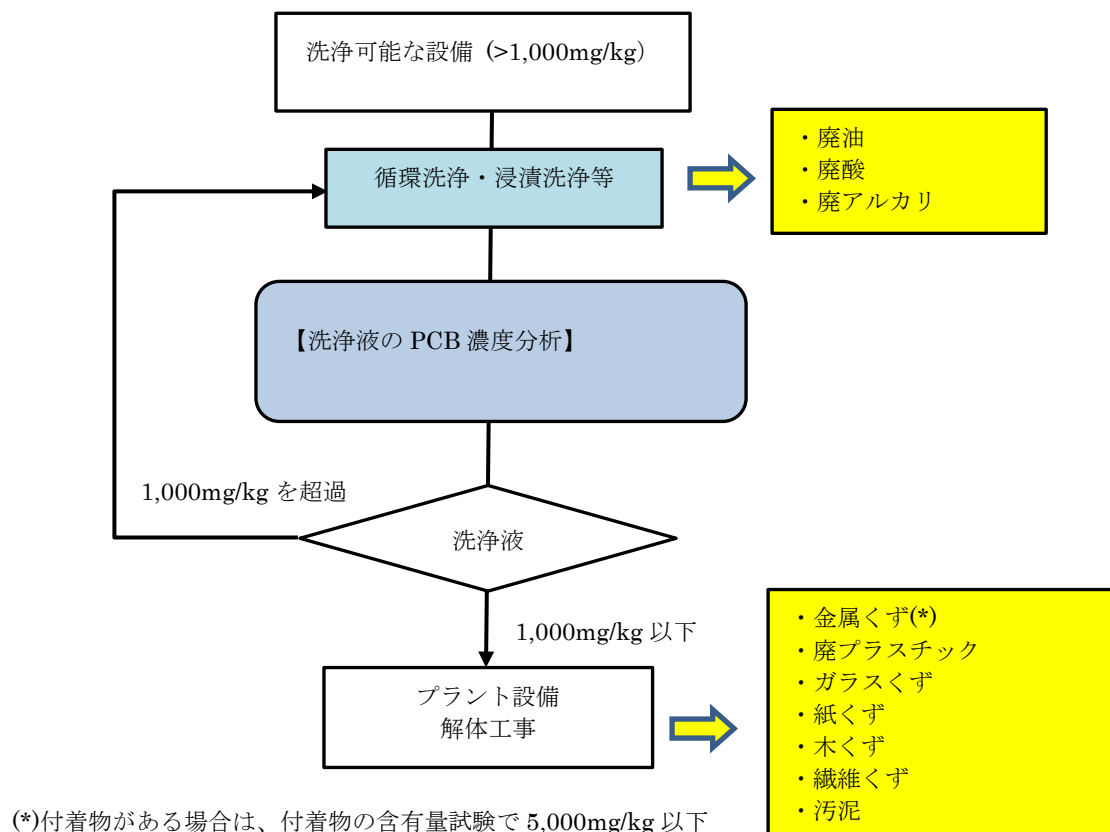 洗浄可能な設備 (>1,000mg/kg)
循環洗浄・浸漬洗浄等
・廃油
・廃酸
・廃アルカリ
【洗浄液の PCB 濃度分析】
1,000mg/kg を超過
洗浄液
1,000mg/kg 以下
プラント設備
解体工事
・金属くず(*)
・廃プラスチック
・ガラスくず
・紙くず
・木くず
・繊維くず
・汚泥
(*)付着物がある場合は、付着物の含有量試験で 5,000mg/kg 以下